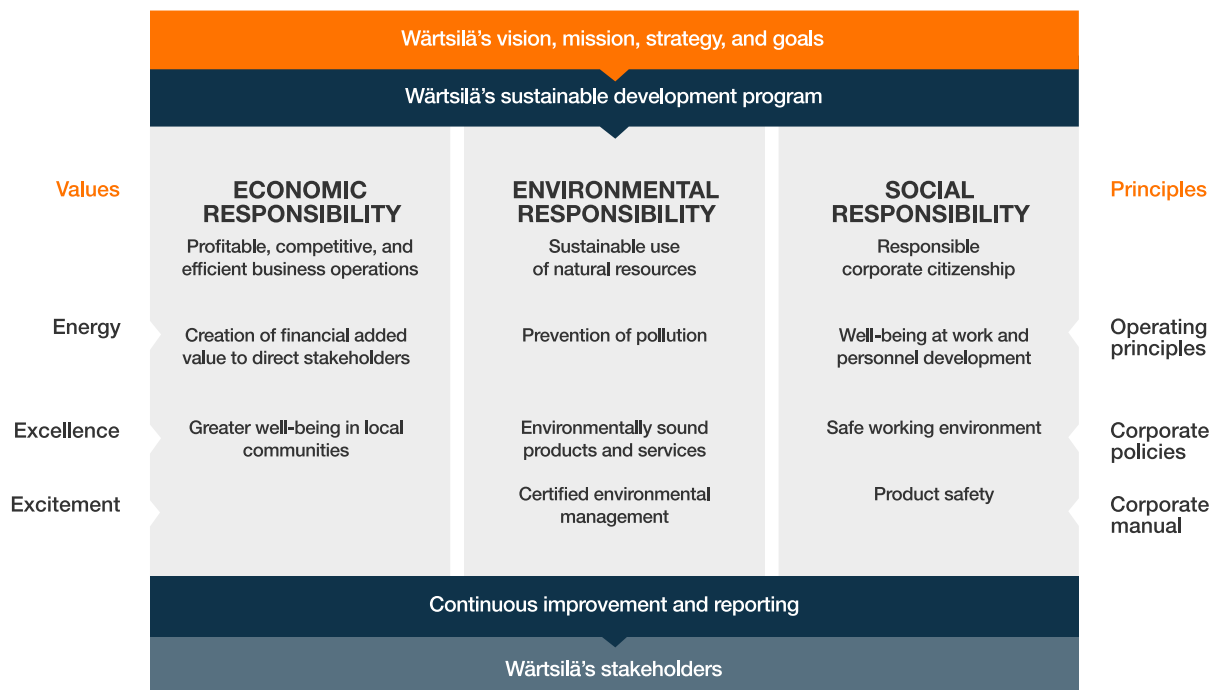 Wärtsilä's vision, mission, strategy, and goals
Wärtsilä's sustainable development program
Values
Energy
Excellence
Excitement
ECONOMIC
RESPONSIBILITY
Profitable, competitive, and
efficient business operations
Creation of financial added
value to direct stakeholders
Greater well-being in local
communities
ENVIRONMENTAL
RESPONSIBILITY
Sustainable use
of natural resources
Prevention of pollution
Environmentally sound
products and services
Certified environmental
management
SOCIAL
RESPONSIBILITY
Responsible
corporate citizenship
Well-being at work and
personnel development
Safe working environment
Product safety
Principles
Operating
principles
Corporate
policies
Corporate
manual
Continuous improvement and reporting
Wärtsilä's stakeholders